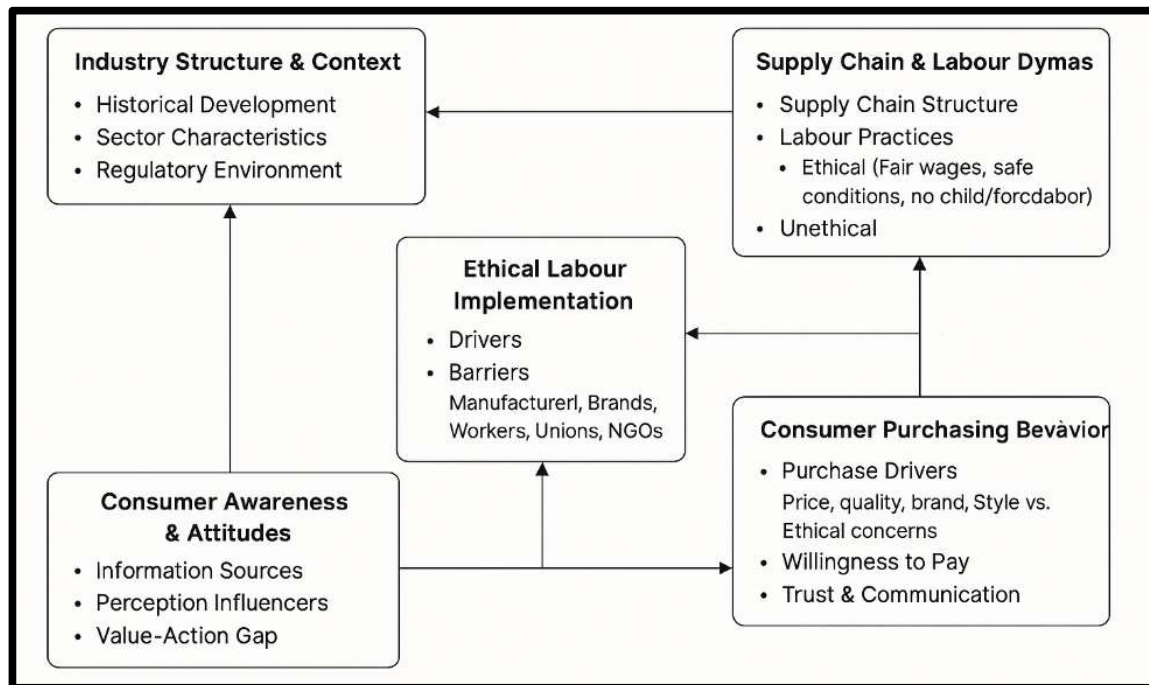 Industry Structure & Context
• Historical Development
• Sector Characteristics
• Regulatory Environment
Supply Chain & Labour Dymas
• Supply Chain Structure
• Labour Practices
• Ethical (Fair wages, safe
conditions, no child/forcdabor)
• Unethical
Ethical Labour
Implementation
• Drivers
• Barriers
Manufacturerl, Brands,
Workers, Unions, NGOs
Consumer Awareness
& Attitudes
• Information Sources
• Perception Influencers
• Value-Action Gap
Consumer Purchasing Bevàvior
• Purchase Drivers
Price, quality, brand, Style vs.
Ethical concerns
• Willingness to Pay
• Trust & Communication